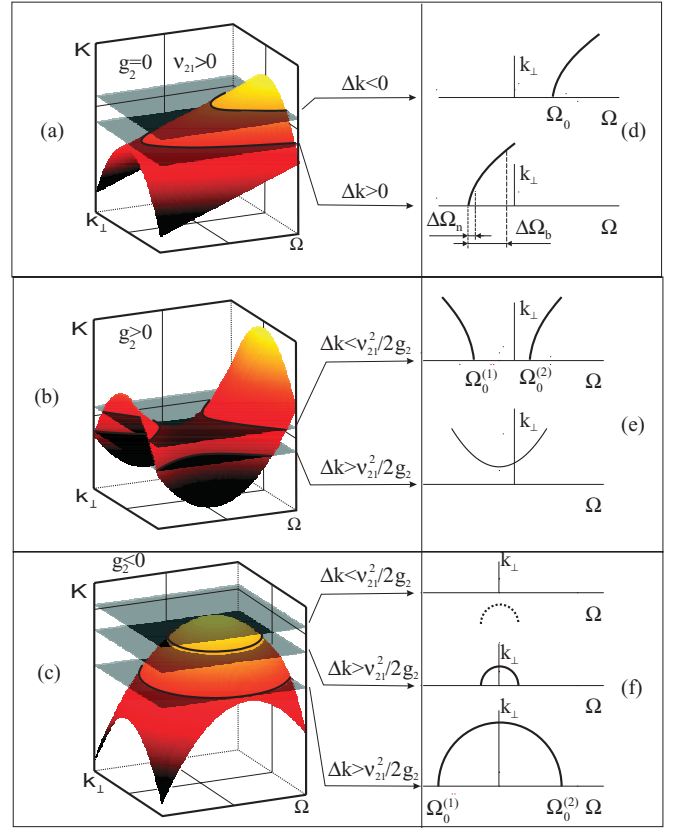 K
g₂=0 ν₂₁>0
(a)
k⊥
Ω
Δk<0
Δk>0
k⊥
Ω₀ Ω
(d)
k⊥
ΔΩₙ ΔΩ_b Ω
K
g₂>0
(b)
k⊥
Ω
Δk<ν₂₁²/2g₂
Δk>ν₂₁²/2g₂
k⊥
Ω₀⁽¹⁾ Ω₀⁽²⁾ Ω
(e)
k⊥
Ω
g₂<0
K
(c)
k⊥
Ω
Δk<ν₂₁²/2g₂
Δk>ν₂₁²/2g₂
Δk>ν₂₁²/2g₂
k⊥
Ω
k⊥
Ω
(f)
k⊥
Ω₀⁽¹⁾ Ω₀⁽²⁾ Ω